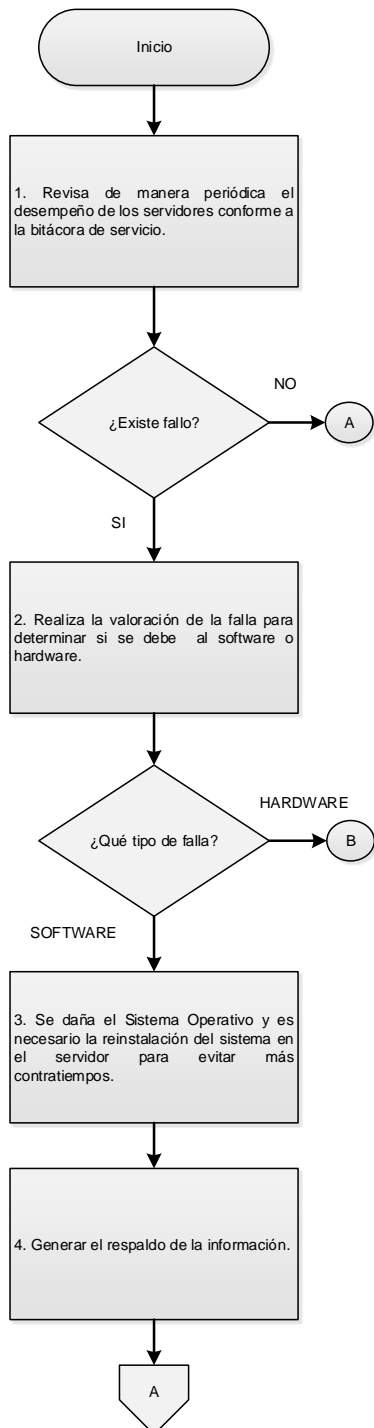 Inicio
1. Revisa de manera periódica el
desempeño de los servidores conforme a
la bitácora de servicio.
¿Existe fallo?
NO
A
SI
2. Realiza la valoración de la falla para
determinar si se debe al software o
hardware.
¿Qué tipo de falla?
HARDWARE
B
SOFTWARE
3. Se daña el Sistema Operativo y es
necesario la reinstalación del sistema en
el servidor para evitar más
contratiempos.
4. Generar el respaldo de la información.
A